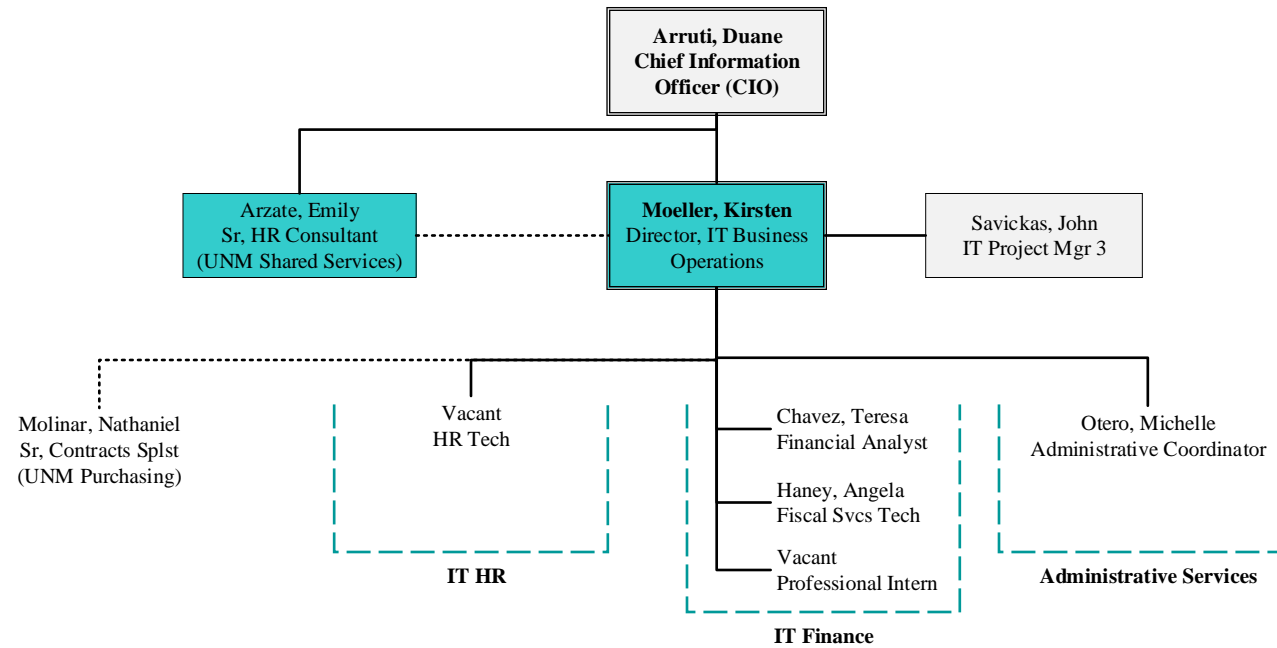 Arruti, Duane
Chief Information
Officer (CIO)
Arzate, Emily
Sr, HR Consultant
(UNM Shared Services)
Moeller, Kirsten
Director, IT Business
Operations
Savickas, John
IT Project Mgr 3
Molinar, Nathaniel
Sr, Contracts Splst
(UNM Purchasing)
Vacant
HR Tech
IT HR
Chavez, Teresa
Financial Analyst
Haney, Angela
Fiscal Svcs Tech
Vacant
Professional Intern
IT Finance
Otero, Michelle
Administrative Coordinator
Administrative Services